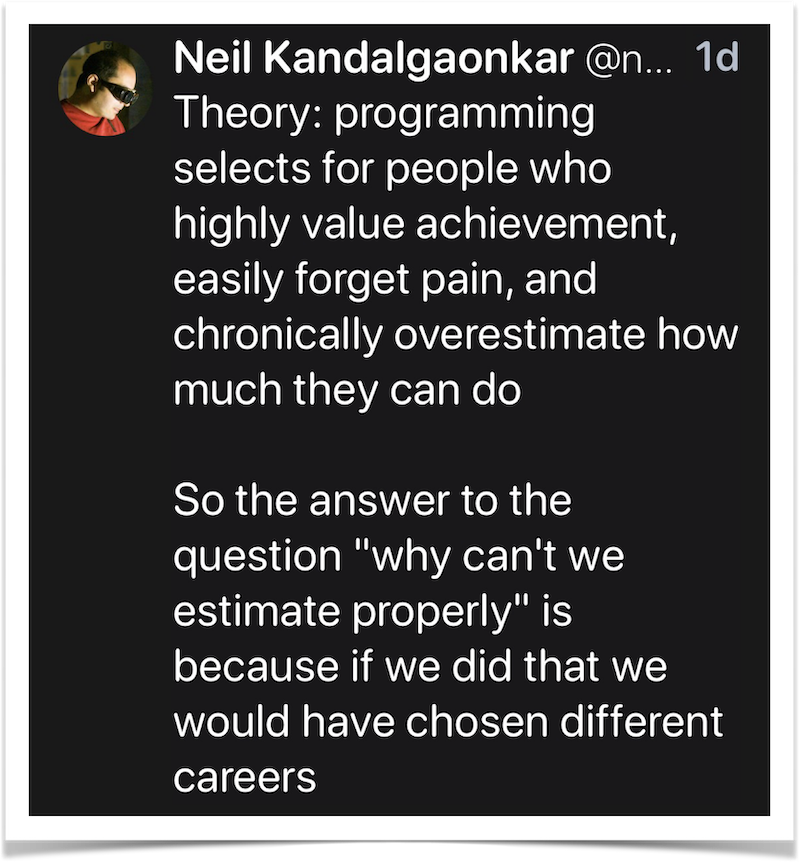 Neil Kandalgaonkar @n... 1d
Theory: programming
selects for people who
highly value achievement,
easily forget pain, and
chronically overestimate how
much they can do
So the answer to the
question "why can't we
estimate properly" is
because if we did that we
would have chosen different
careers